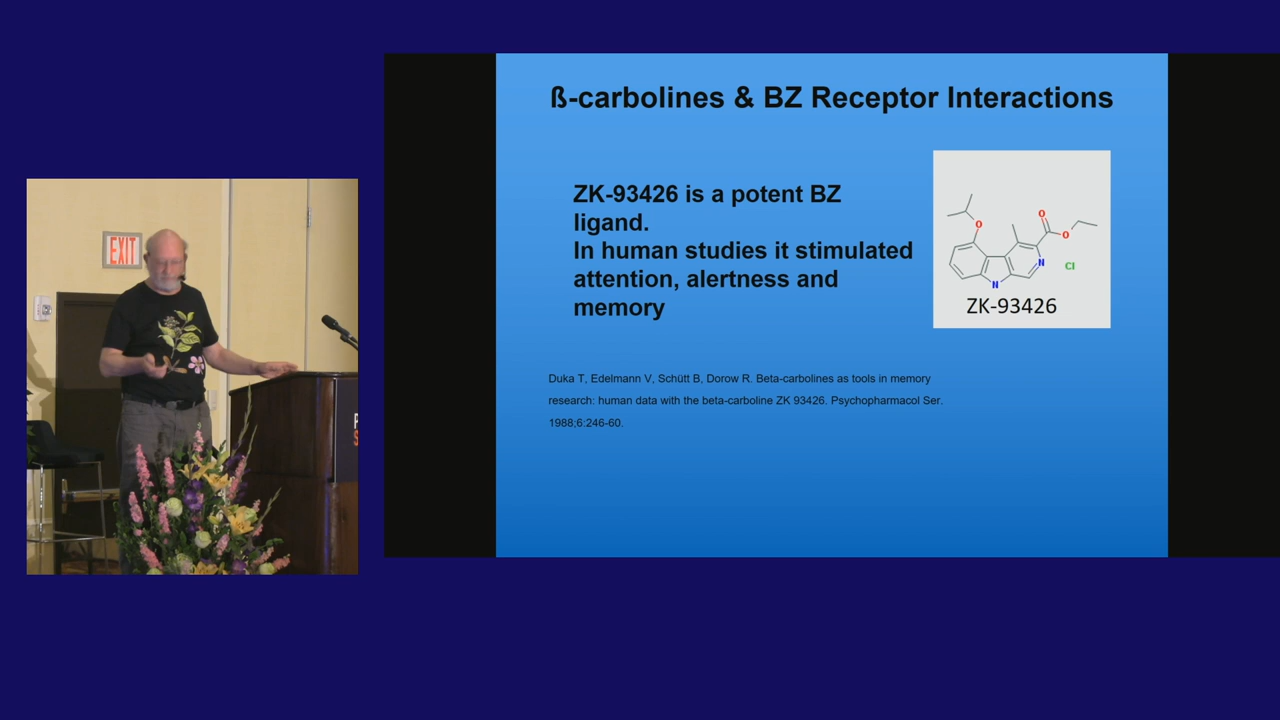 ß-carbolines & BZ Receptor Interactions
ZK-93426 is a potent BZ
ligand.
In human studies it stimulated
attention, alertness and
memory
O
O
O
N
Cl
N
ZK-93426
Duka T, Edelmann V, Schütt B, Dorow R. Beta-carbolines as tools in memory
research: human data with the beta-carboline ZK 93426. Psychopharmacol Ser.
1988;6:246-60.
EXIT